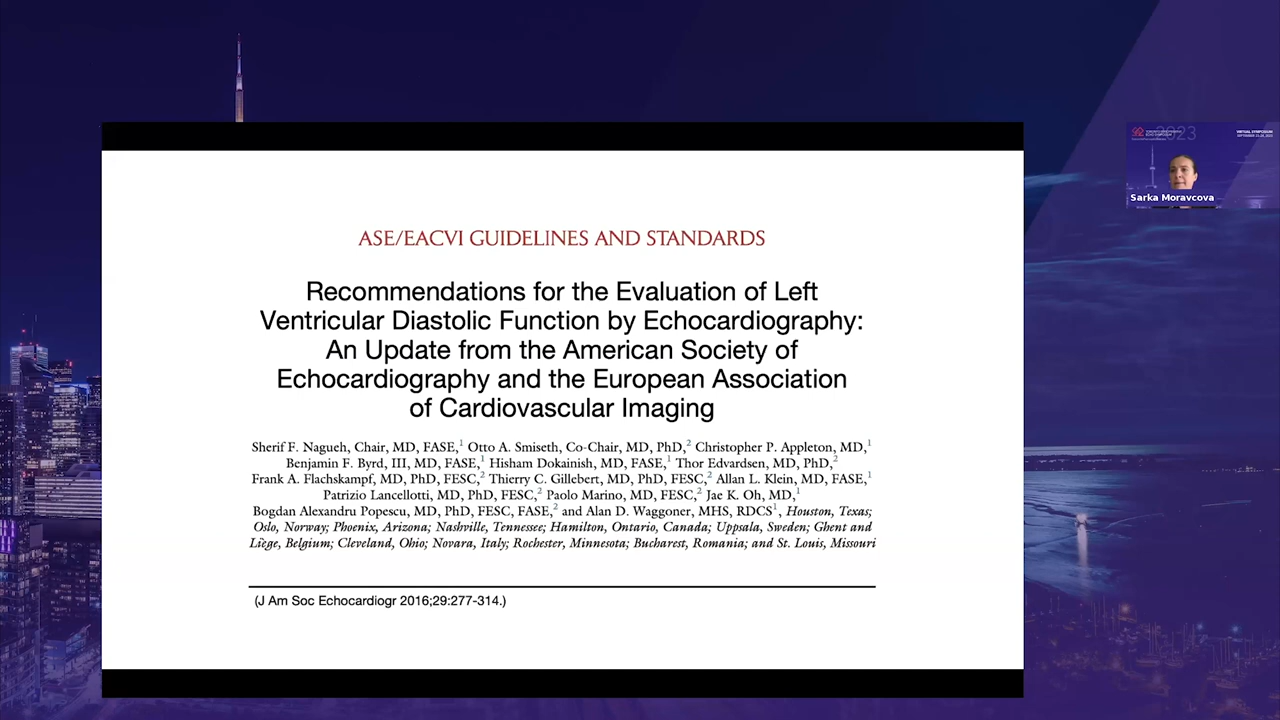 ASE/EACVI GUIDELINES AND STANDARDS
Recommendations for the Evaluation of Left
Ventricular Diastolic Function by Echocardiography:
An Update from the American Society of
Echocardiography and the European Association
of Cardiovascular Imaging
Sherif F. Nagueh, Chair, MD, FASE,¹ Otto A. Smiseth, Co-Chair, MD, PhD,² Christopher P. Appleton, MD,¹
Benjamin F. Byrd, III, MD, FASE,¹ Hisham Dokainish, MD, FASE,¹ Thor Edvardsen, MD, PhD,²
Frank A. Flachskampf, MD, PhD, FESC,² Thierry C. Gillebert, MD, PhD, FESC,² Allan L. Klein, MD, FASE,¹
Patrizio Lancellotti, MD, PhD, FESC,² Paolo Marino, MD, FESC,² Jae K. Oh, MD,¹
Bogdan Alexandru Popescu, MD, PhD, FESC, FASE,² and Alan D. Waggoner, MHS, RDCS¹, Houston, Texas;
Oslo, Norway; Phoenix, Arizona; Nashville, Tennessee; Hamilton, Ontario, Canada; Uppsala, Sweden; Ghent and
Liège, Belgium; Cleveland, Ohio; Novara, Italy; Rochester, Minnesota; Bucharest, Romania; and St. Louis, Missouri
(J Am Soc Echocardiogr 2016;29:277-314.)
2023
VIRTUAL SYMPOSIUM
Sarka Moravcova